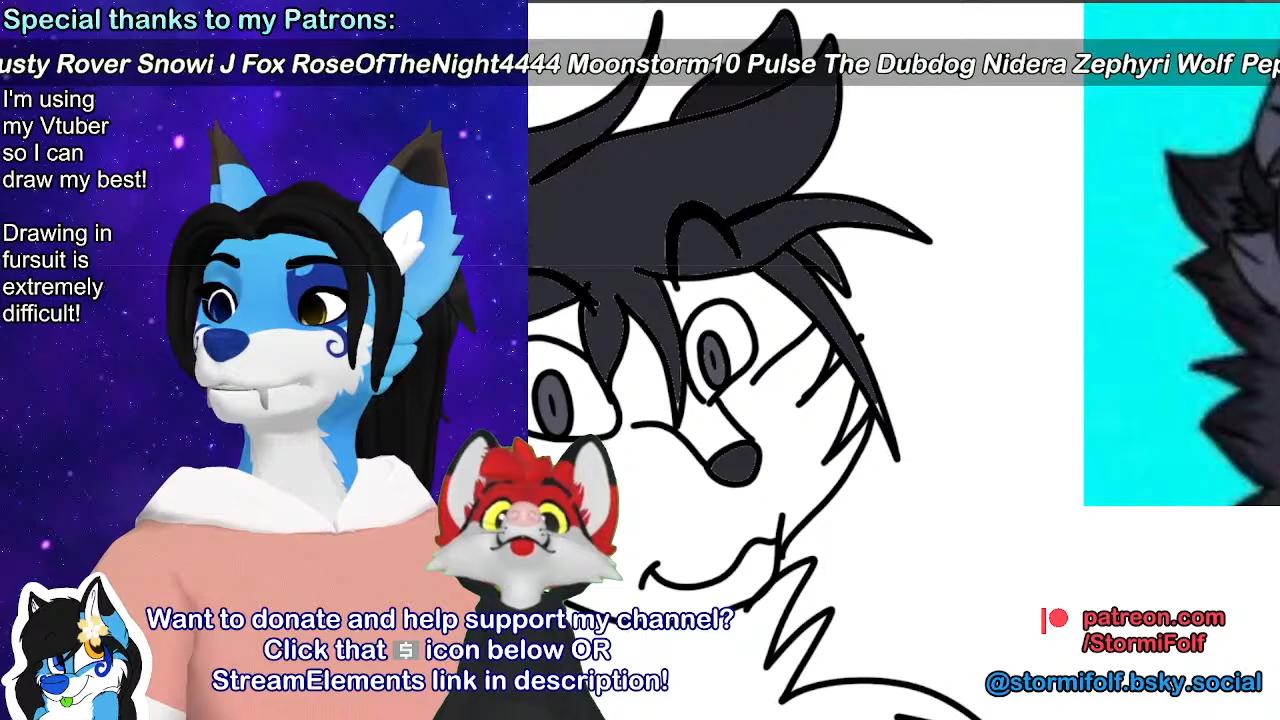 Special thanks to my Patrons:
usty Rover Snowi J Fox RoseOfTheNight4444 Moonstorm10 Pulse The Dubdog Nidera Zephyri Wolf Pep
I'm using
my Vtuber
so I can
draw my best!
Drawing in
fursuit is
extremely
difficult!
Want to donate and help support my channel?
Click that $ icon below OR
StreamElements link in description!
patreon.com
/StormiFolf
@stormifolf.bsky.social